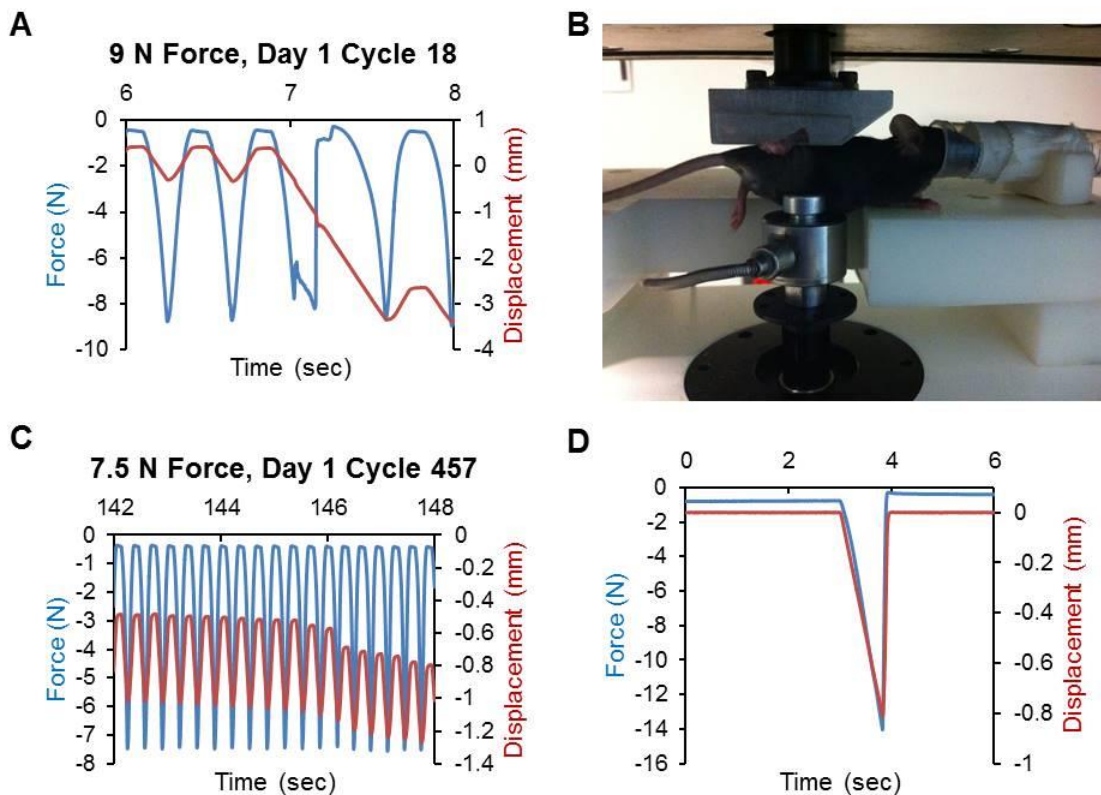 A
9 N Force, Day 1 Cycle 18
6 7 8
0
-2
-4
-6
-8
-10
Force (N)
1
0
-1
-2
-3
-4
Displacement (mm)
Time (sec)
B
C
7.5 N Force, Day 1 Cycle 457
142 144 146 148
0
-1
-2
-3
-4
-5
-6
-7
-8
Force (N)
0
-0.2
-0.4
-0.6
-0.8
-1
-1.2
-1.4
Displacement (mm)
Time (sec)
D
0 2 4 6
0
-2
-4
-6
-8
-10
-12
-14
-16
Force (N)
0
-0.2
-0.4
-0.6
-0.8
-1
Displacement (mm)
Time (sec)